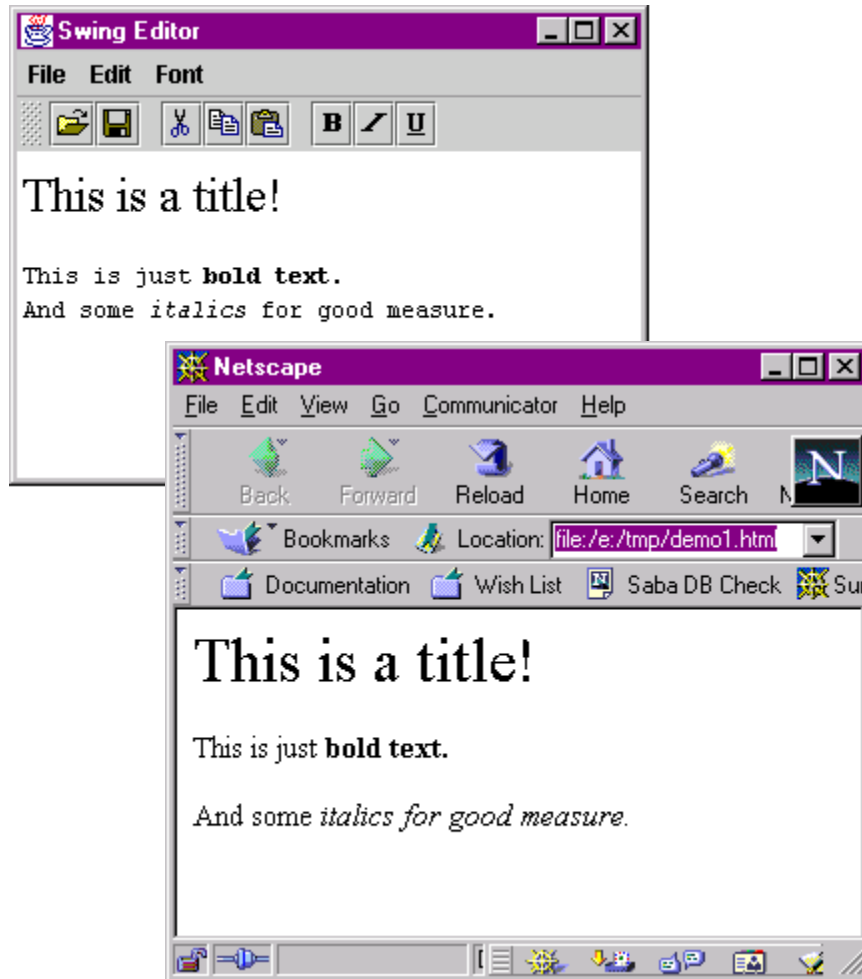 Swing Editor
File Edit Font
B I U
This is a title!
This is just bold text.
And some italics for good measure.
Netscape
File Edit View Go Communicator Help
Back Forward Reload Home Search N
Bookmarks Location: file:/e:/tmp/demo1.html
Documentation Wish List Saba DB Check Sur
This is a title!
This is just bold text.
And some italics for good measure.